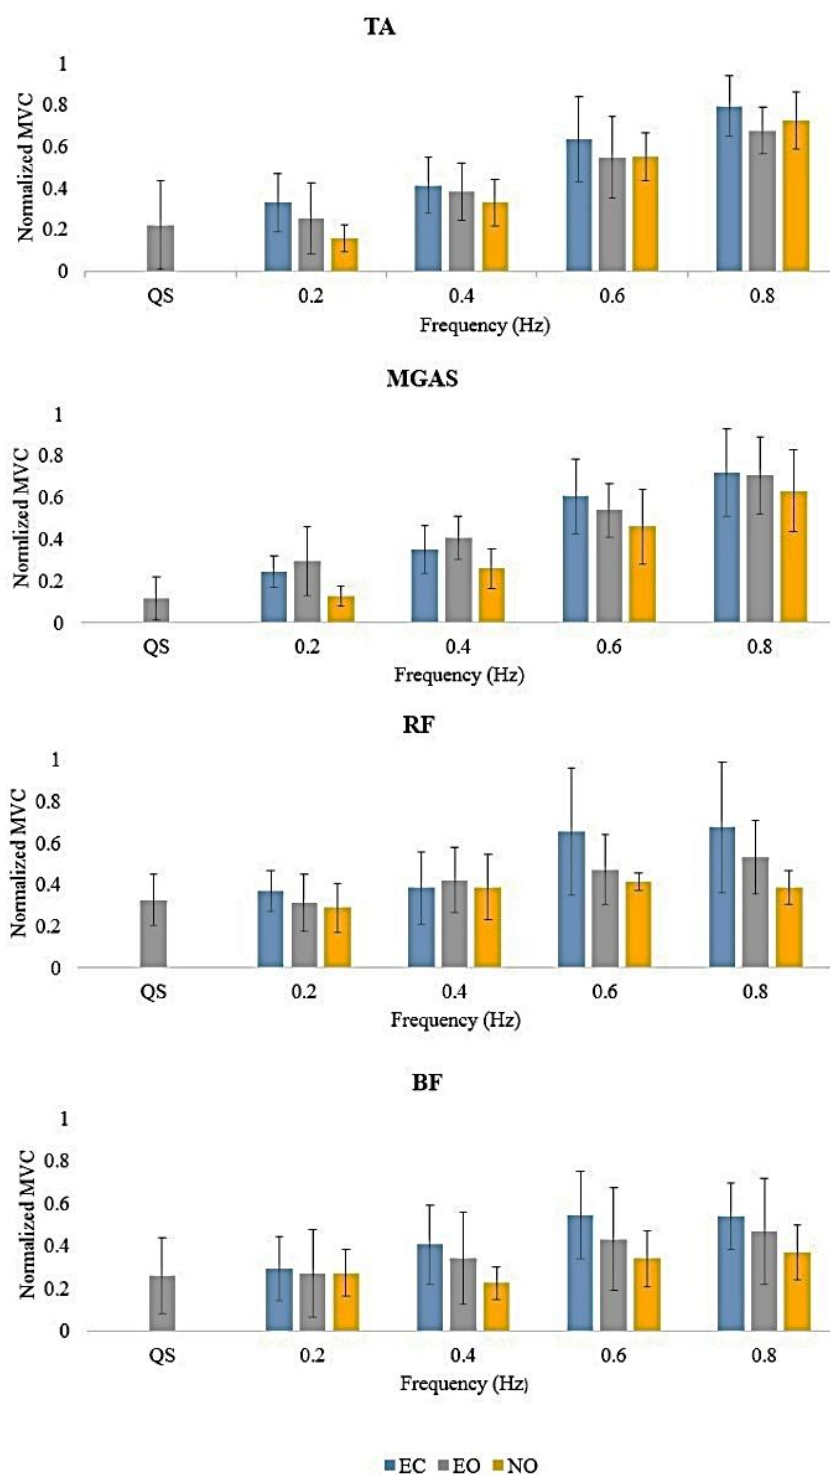 TA
Normalized MVC
1
0.8
0.6
0.4
0.2
0
QS 0.2 0.4 0.6 0.8
Frequency (Hz)
MGAS
Normlized MVC
1
0.8
0.6
0.4
0.2
0
QS 0.2 0.4 0.6 0.8
Frequency (Hz)
RF
Normalized MVC
1
0.8
0.6
0.4
0.2
0
QS 0.2 0.4 0.6 0.8
Frequency (Hz)
BF
Normalized MVC
1
0.8
0.6
0.4
0.2
0
QS 0.2 0.4 0.6 0.8
Frequency (Hz)
EC EO NO